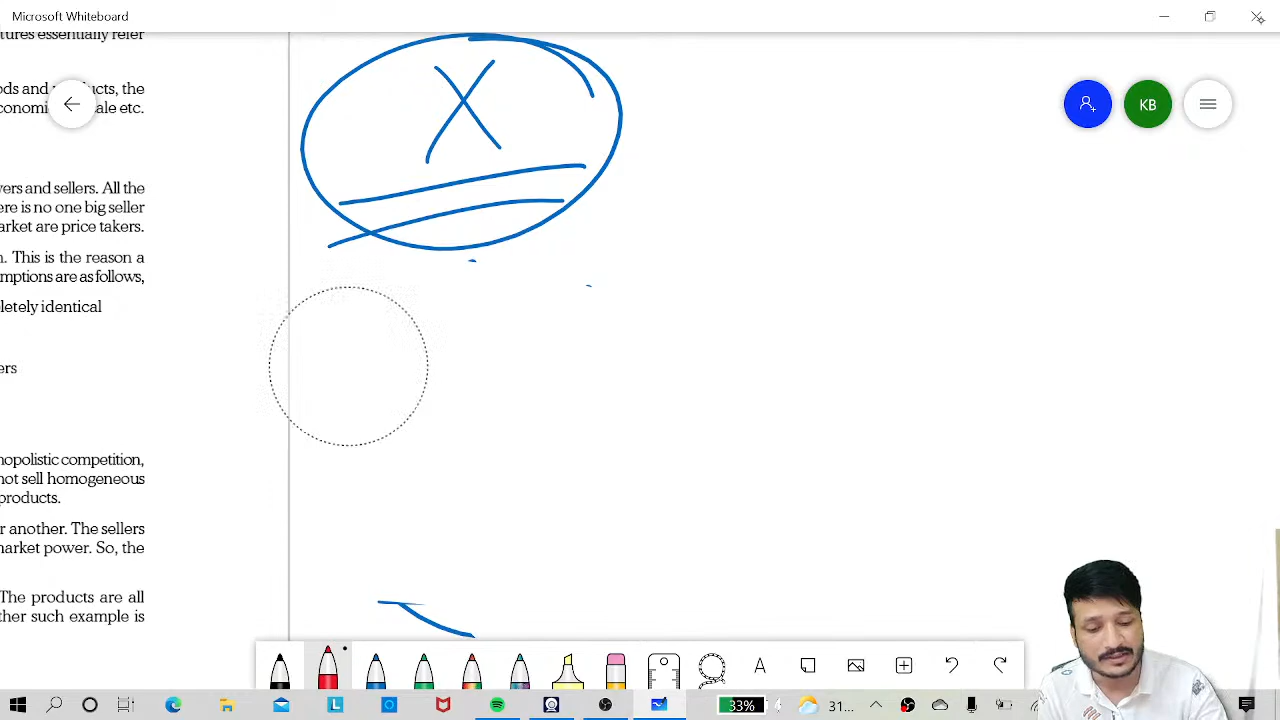 Microsoft Whiteboard
tures essentially refer
ods and
cts, the
ale etc.
KB
X
ers and sellers. All the
ere is no one big seller
arket are price takers.
n. This is the reason a
mptions are as follows,
letely identical
ers
nopolistic competition,
not sell homogeneous
products.
r another. The sellers
narket power. So, the
The products are all
ther such example is
A
33%
31...